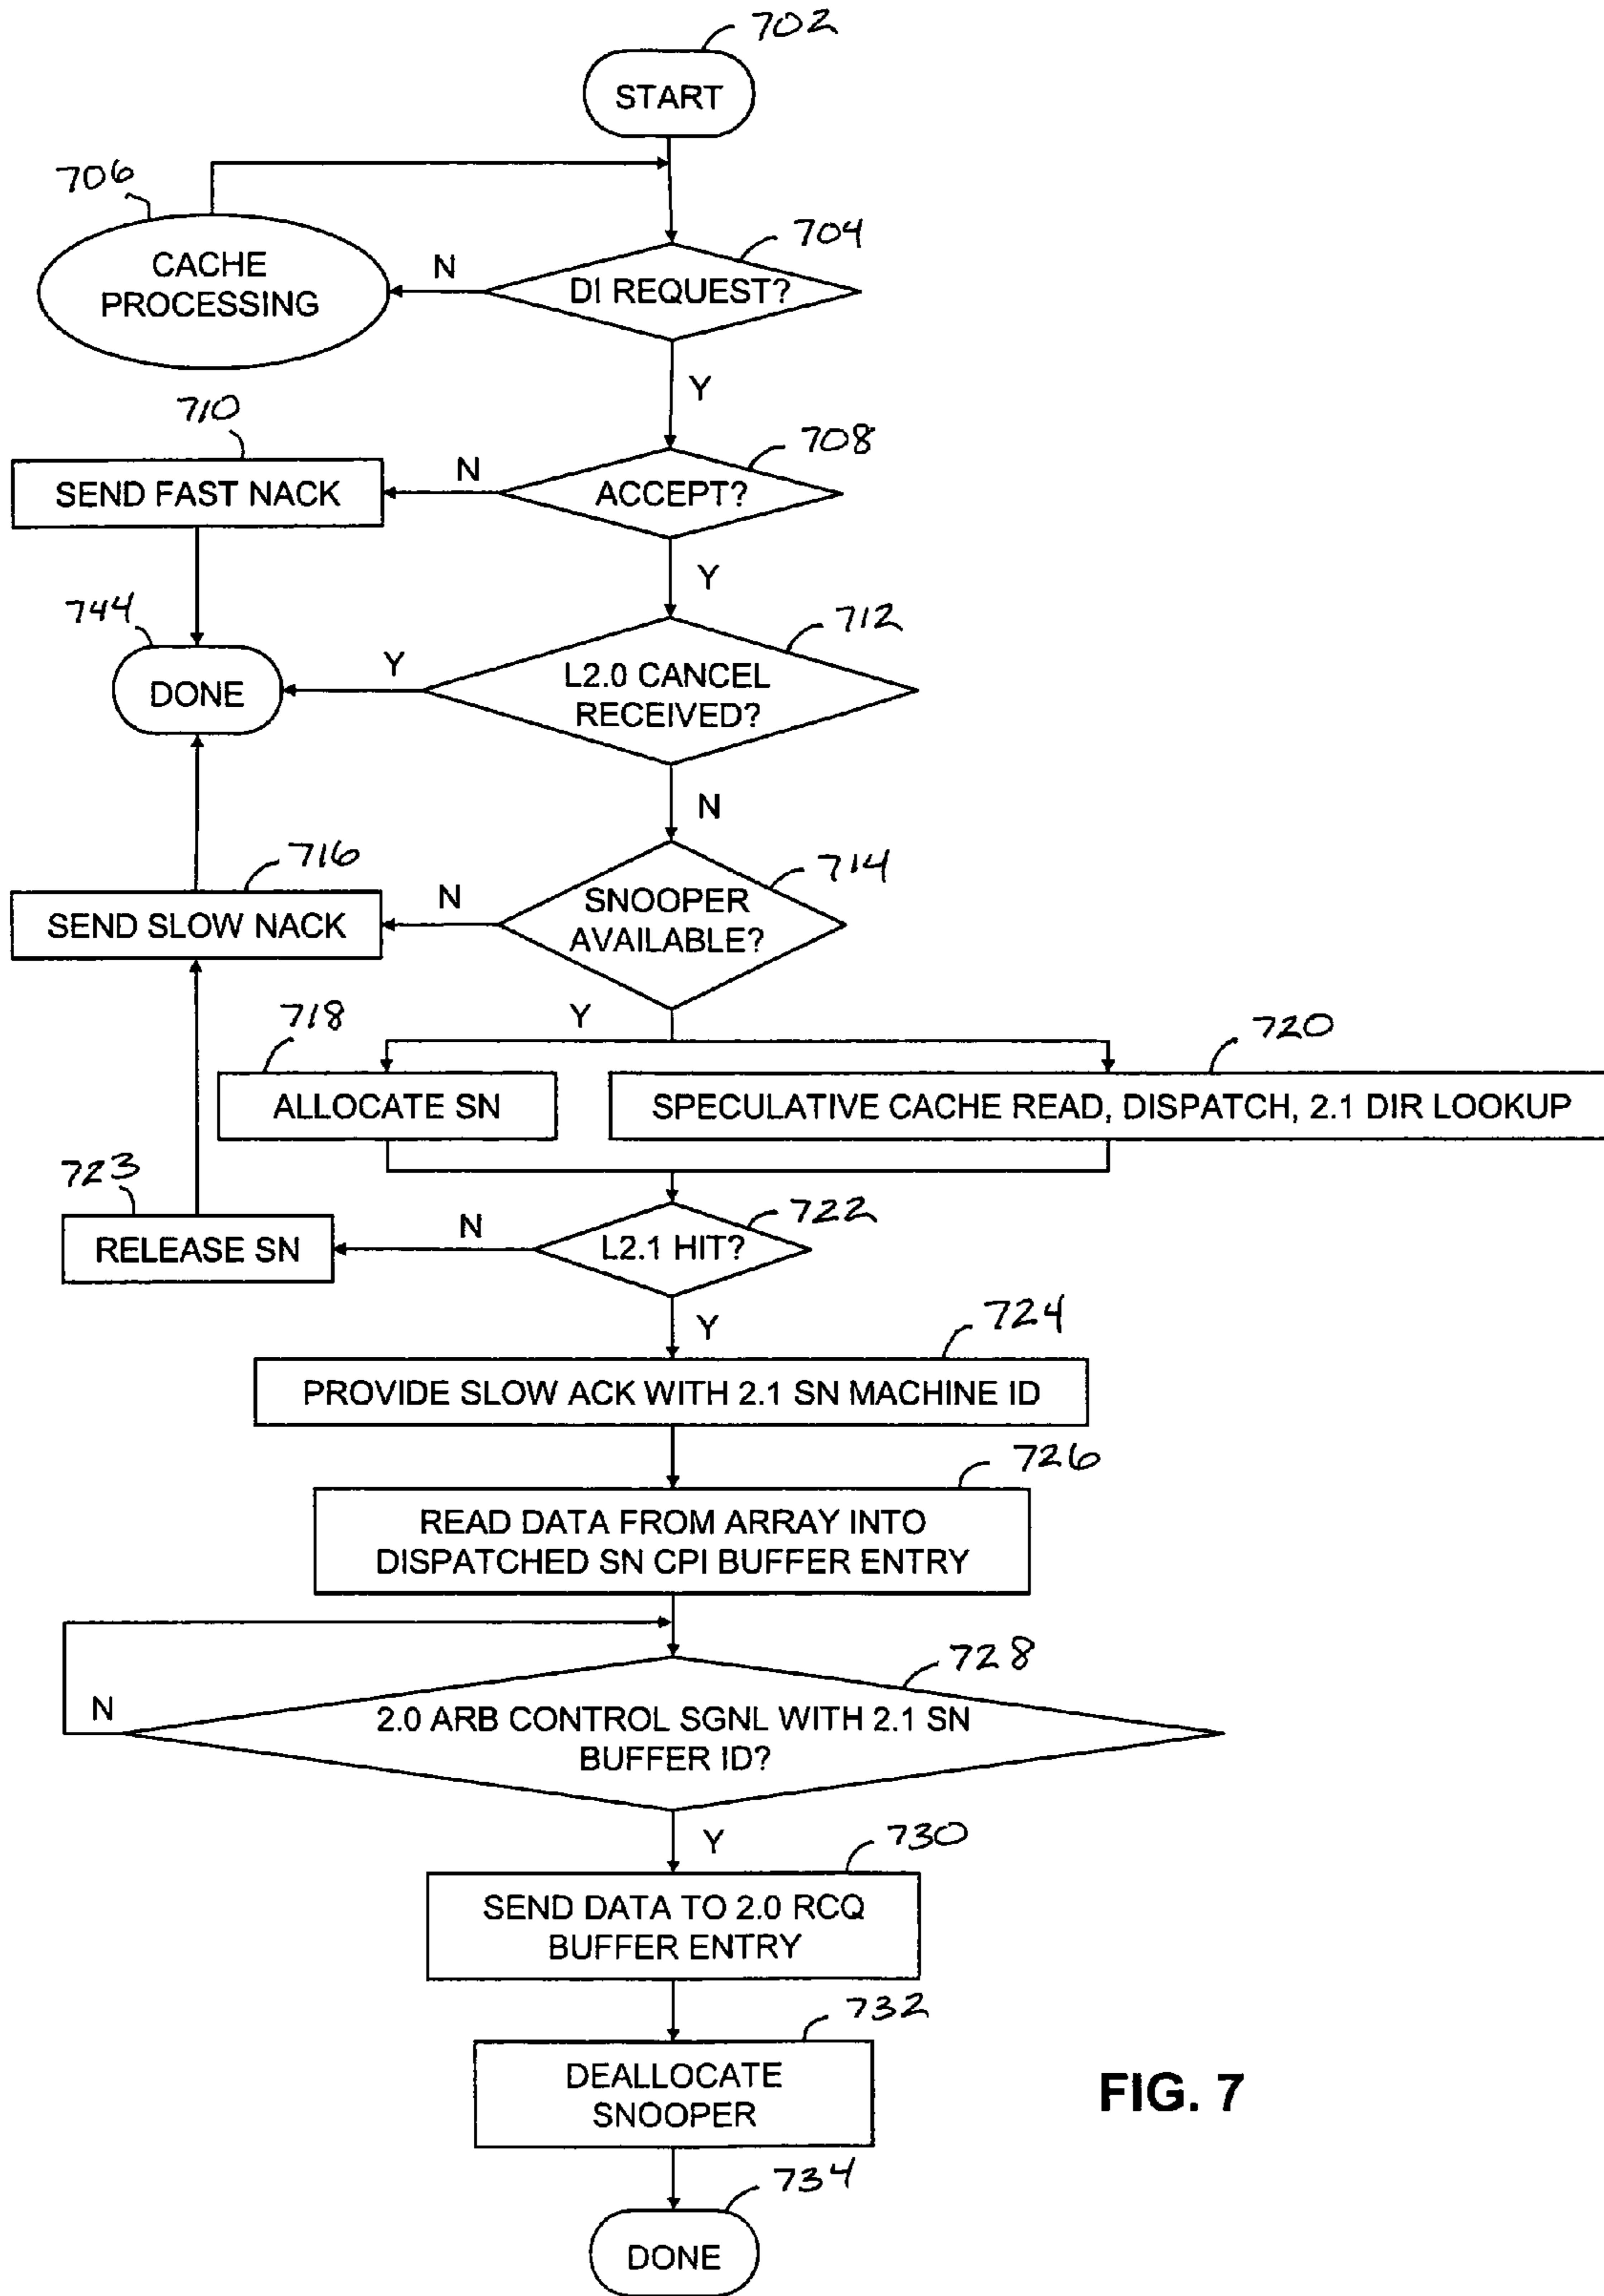 702
START
706
704
CACHE
PROCESSING
N
DI REQUEST?
Y
710
708
SEND FAST NACK
N
ACCEPT?
Y
744
712
DONE
Y
L2.0 CANCEL
RECEIVED?
N
716
714
SEND SLOW NACK
N
SNOOPER
AVAILABLE?
Y
718
720
ALLOCATE SN
SPECULATIVE CACHE READ, DISPATCH, 2.1 DIR LOOKUP
723
722
RELEASE SN
N
L2.1 HIT?
Y
724
PROVIDE SLOW ACK WITH 2.1 SN MACHINE ID
726
READ DATA FROM ARRAY INTO
DISPATCHED SN CPI BUFFER ENTRY
728
N
2.0 ARB CONTROL SGNL WITH 2.1 SN
BUFFER ID?
Y
730
SEND DATA TO 2.0 RCQ
BUFFER ENTRY
732
DEALLOCATE
SNOOPER
FIG. 7
734
DONE